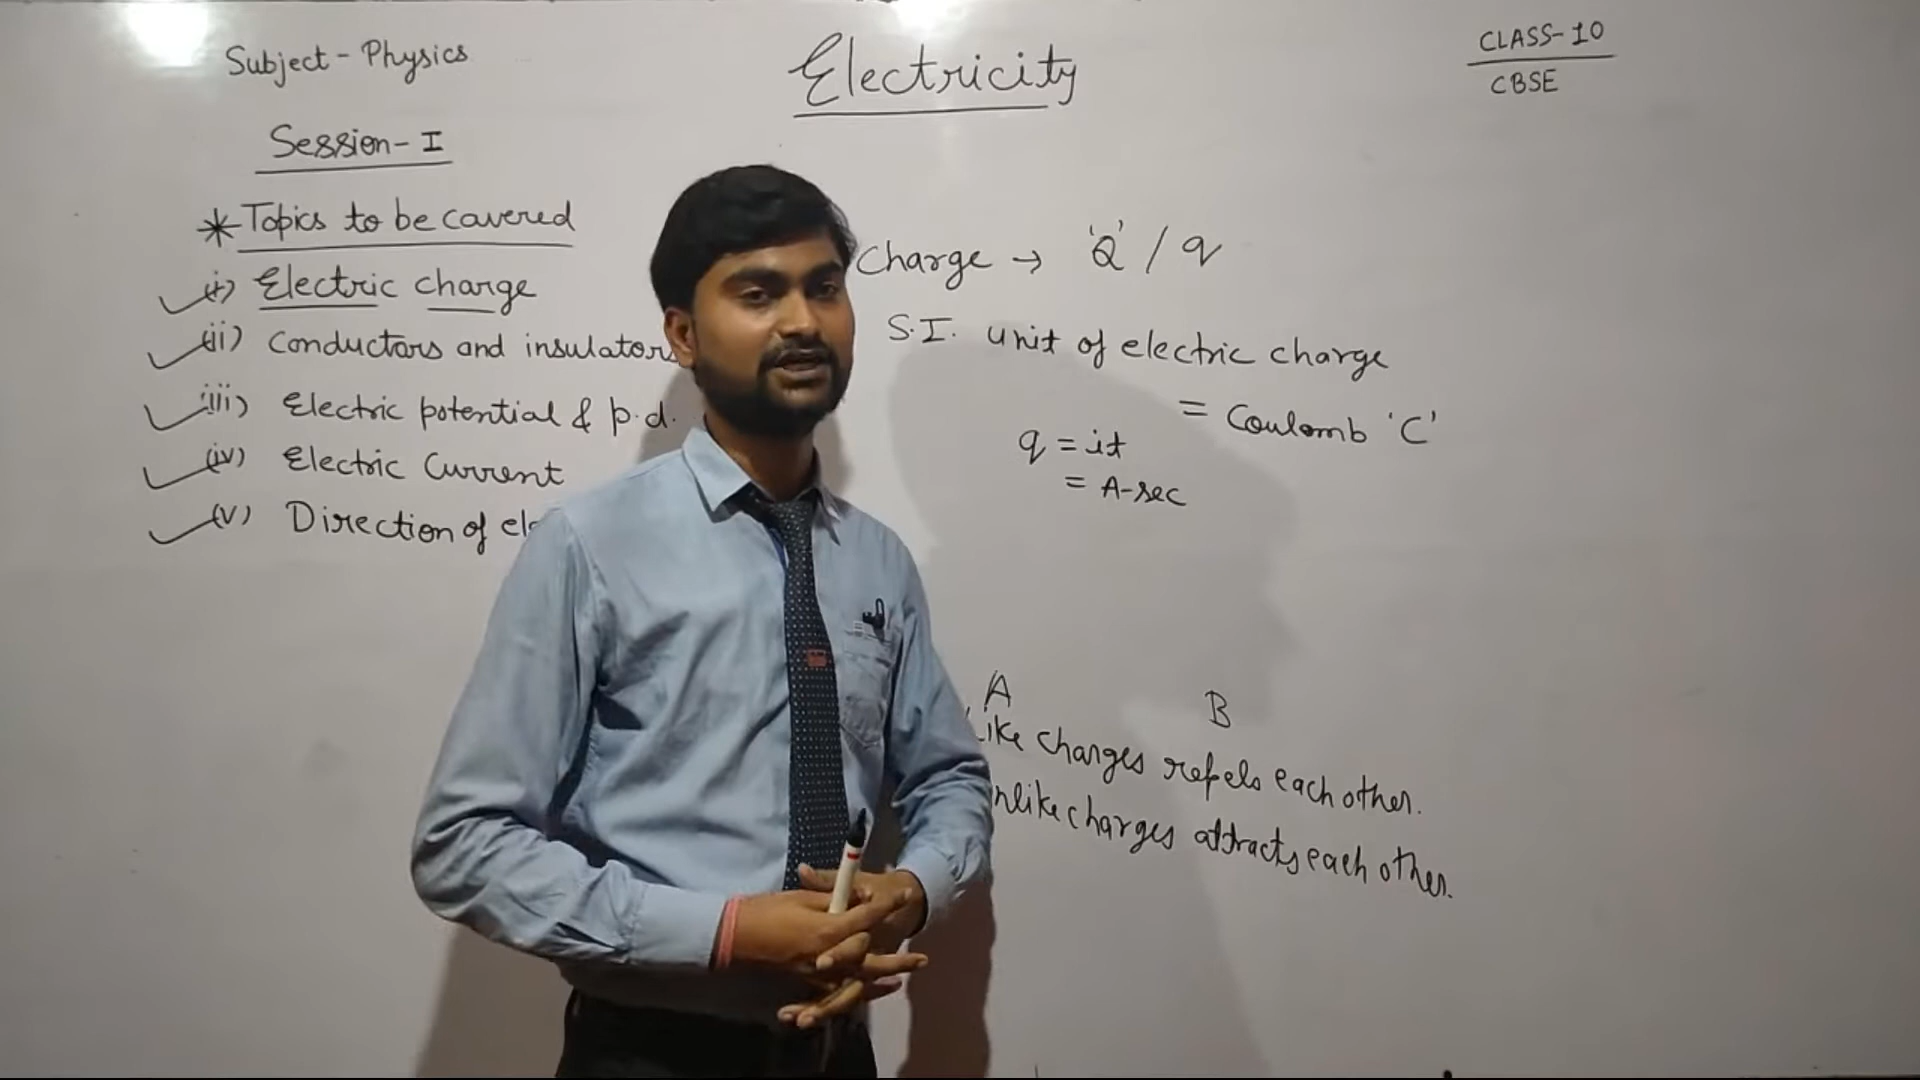 Subject - Physics
Electricity
CLASS-10
CBSE
Session - I
* Topics to be cavered
(i) Electric charge
(ii) Conductors and insulators
(iii) Electric potential & p.d.
(iv) Electric Current
(v) Direction of
Charge → 'Q' / q
S.I. unit of electric charge
= Coulomb 'C'
q = it
= A-sec
A
B
Like charges repels each other.
charges attracts each other.